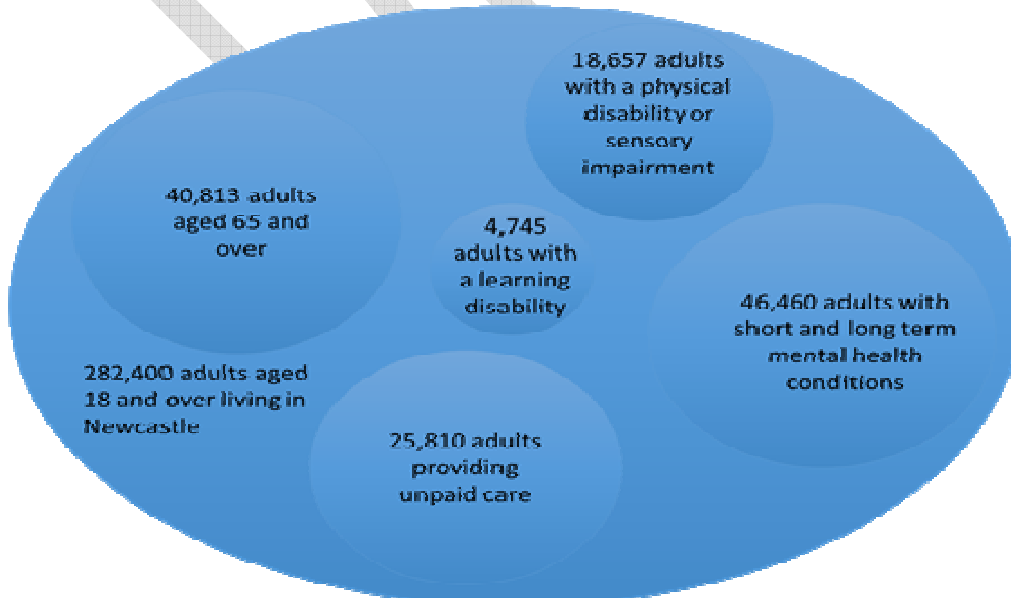 18,657 adults
with a physical
disability or
sensory
impairment
40,813 adults
aged 65 and
over
4,745
adults with
a learning
disability
46,460 adults with
short and long term
mental health
conditions
282,400 adults aged
18 and over living in
Newcastle
25,810 adults
providing
unpaid care